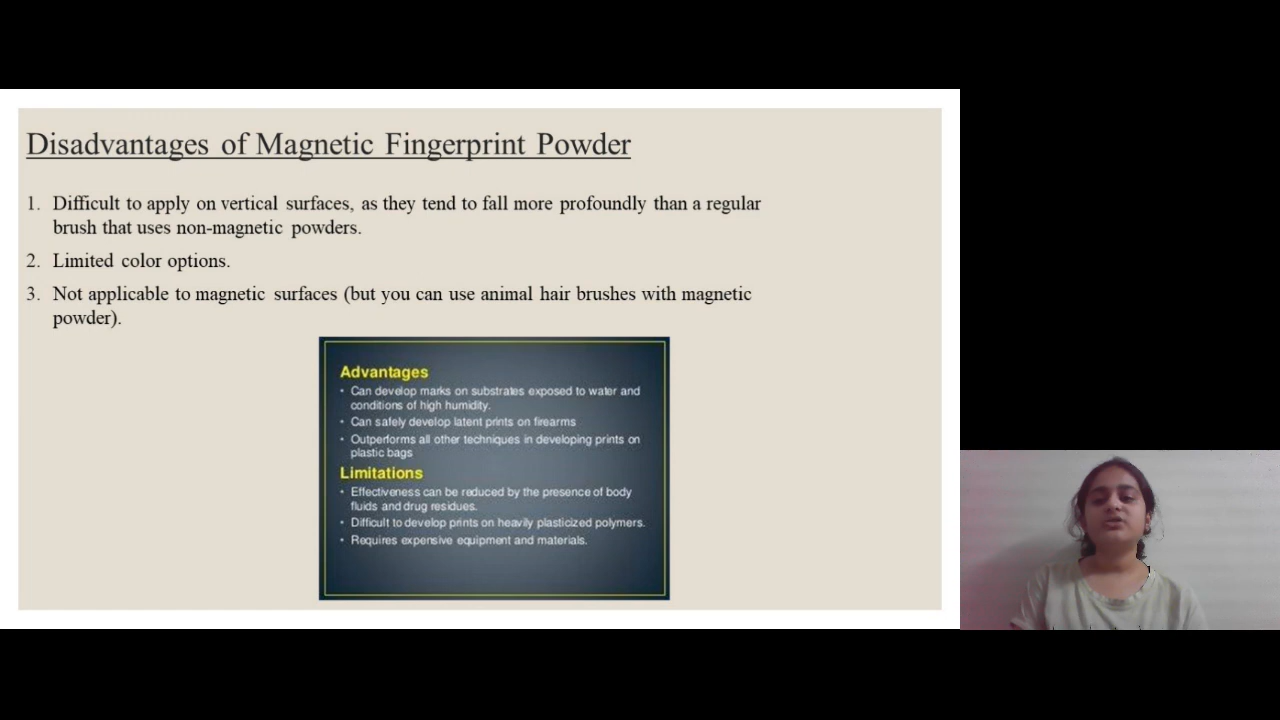 Disadvantages of Magnetic Fingerprint Powder
1. Difficult to apply on vertical surfaces, as they tend to fall more profoundly than a regular
brush that uses non-magnetic powders.
2. Limited color options.
3. Not applicable to magnetic surfaces (but you can use animal hair brushes with magnetic
powder).
Advantages
• Can develop marks on substrates exposed to water and
conditions of high humidity.
• Can safely develop latent prints on firearms
• Outperforms all other techniques in developing prints on
plastic bags
Limitations
• Effectiveness can be reduced by the presence of body
fluids and drug residues.
• Difficult to develop prints on heavily plasticized polymers.
• Requires expensive equipment and materials.